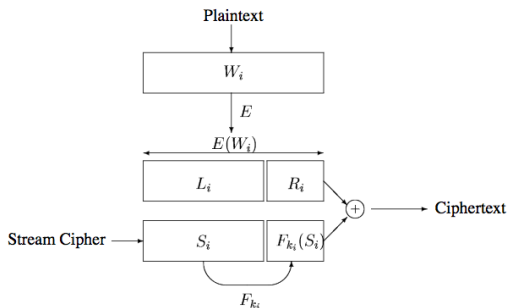 Plaintext
W_i
E
E(W_i)
L_i R_i
Ciphertext
Stream Cipher S_i F_{k_i}(S_i)
F_{k_i}